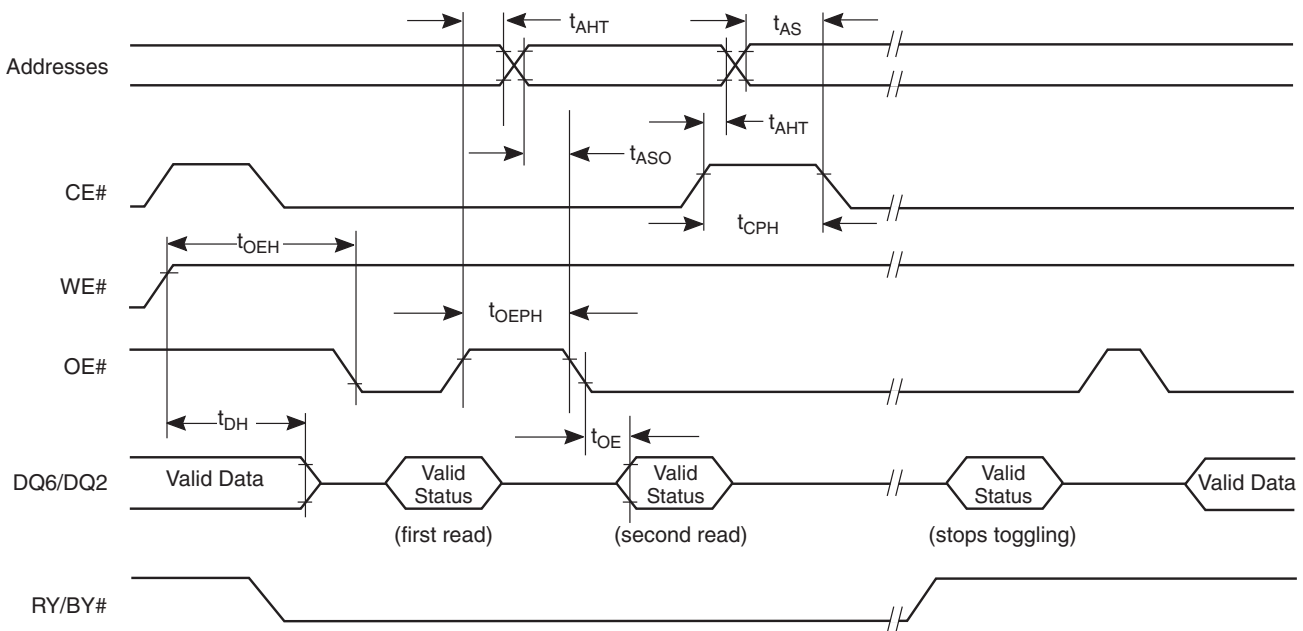 tAHT
tAS
Addresses
tAHT
tASO
CE#
tCPH
tOEH
WE#
tOEPH
OE#
tDH
tOE
DQ6/DQ2
Valid Data
Valid
Status
Valid
Status
Valid
Status
Valid Data
(first read)
(second read)
(stops toggling)
RY/BY#